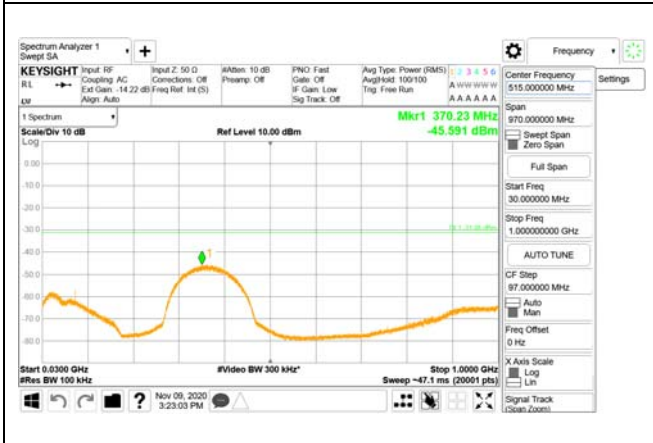 Spectrum Analyzer 1
Swept SA
+
Frequency
KEYSIGHT
Input: RF
Coupling: AC
Ext Gain: -14.22 dB
Align: Auto
Input Z: 50 Ω
Corrections: Off
Freq Ref: Int (S)
#Atten: 10 dB
Preamp: Off
PNO: Fast
Gate: Off
IF Gain: Low
Sig Track: Off
Avg Type: Power (RMS)
Avg|Hold: 100/100
Trig: Free Run
1 2 3 4 5 6
A W W W W W
A A A A A A
RL
1 Spectrum
Scale/Div 10 dB
Log
Ref Level 10.00 dBm
Mkr1 370.23 MHz
-45.591 dBm
0.00
-10.0
-20.0
-30.0
-40.0
-50.0
-60.0
-70.0
-80.0
1
Start 0.0300 GHz
#Res BW 100 kHz
#Video BW 300 kHz*
Stop 1.0000 GHz
Sweep ~47.1 ms (20001 pts)
Nov 09, 2020
3:23:03 PM
?
Center Frequency
515.000000 MHz
Settings
Span
970.000000 MHz
Swept Span
Zero Span
Full Span
Start Freq
30.000000 MHz
Stop Freq
1.000000000 GHz
AUTO TUNE
CF Step
97.000000 MHz
Auto
Man
Freq Offset
0 Hz
X Axis Scale
Log
Lin
Signal Track
(Span Zoom)